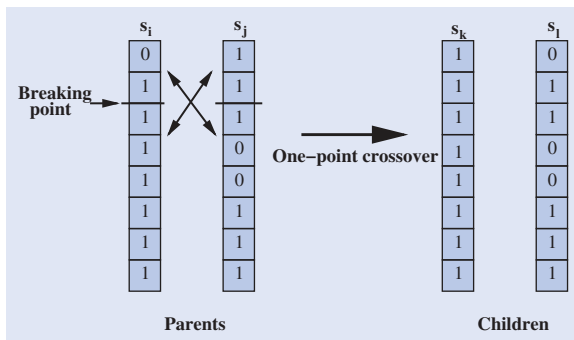 s_i s_j s_k s_l
0 1 1 0
1 1 1 1
Breaking point
1 1 1 1
1 0 1 0
One−point crossover
1 0 1 0
1 1 1 1
1 1 1 1
1 1 1 1
Parents Children